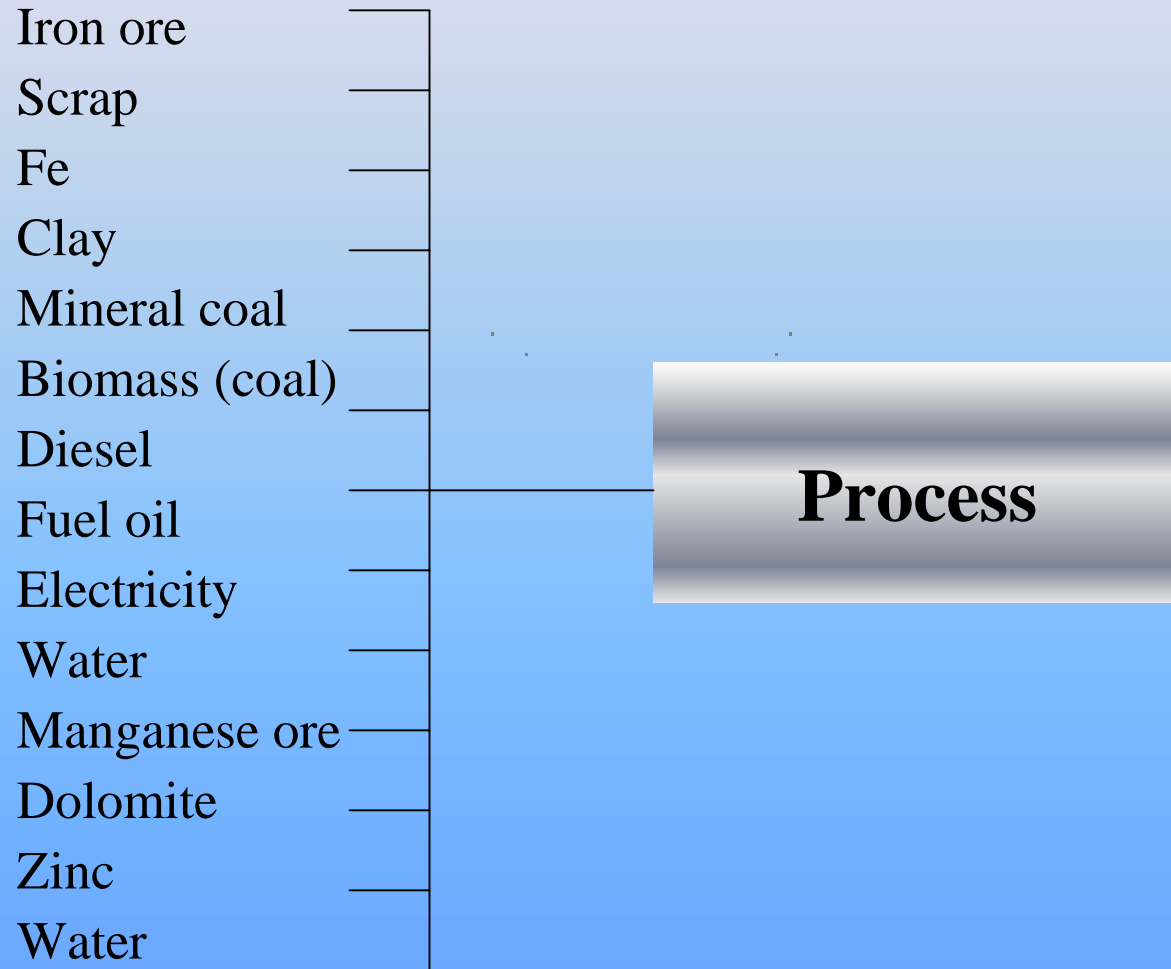 Iron ore
Scrap
Fe
Clay
Mineral coal
Biomass (coal)
Diesel
Fuel oil
Electricity
Water
Manganese ore
Dolomite
Zinc
Water
Process